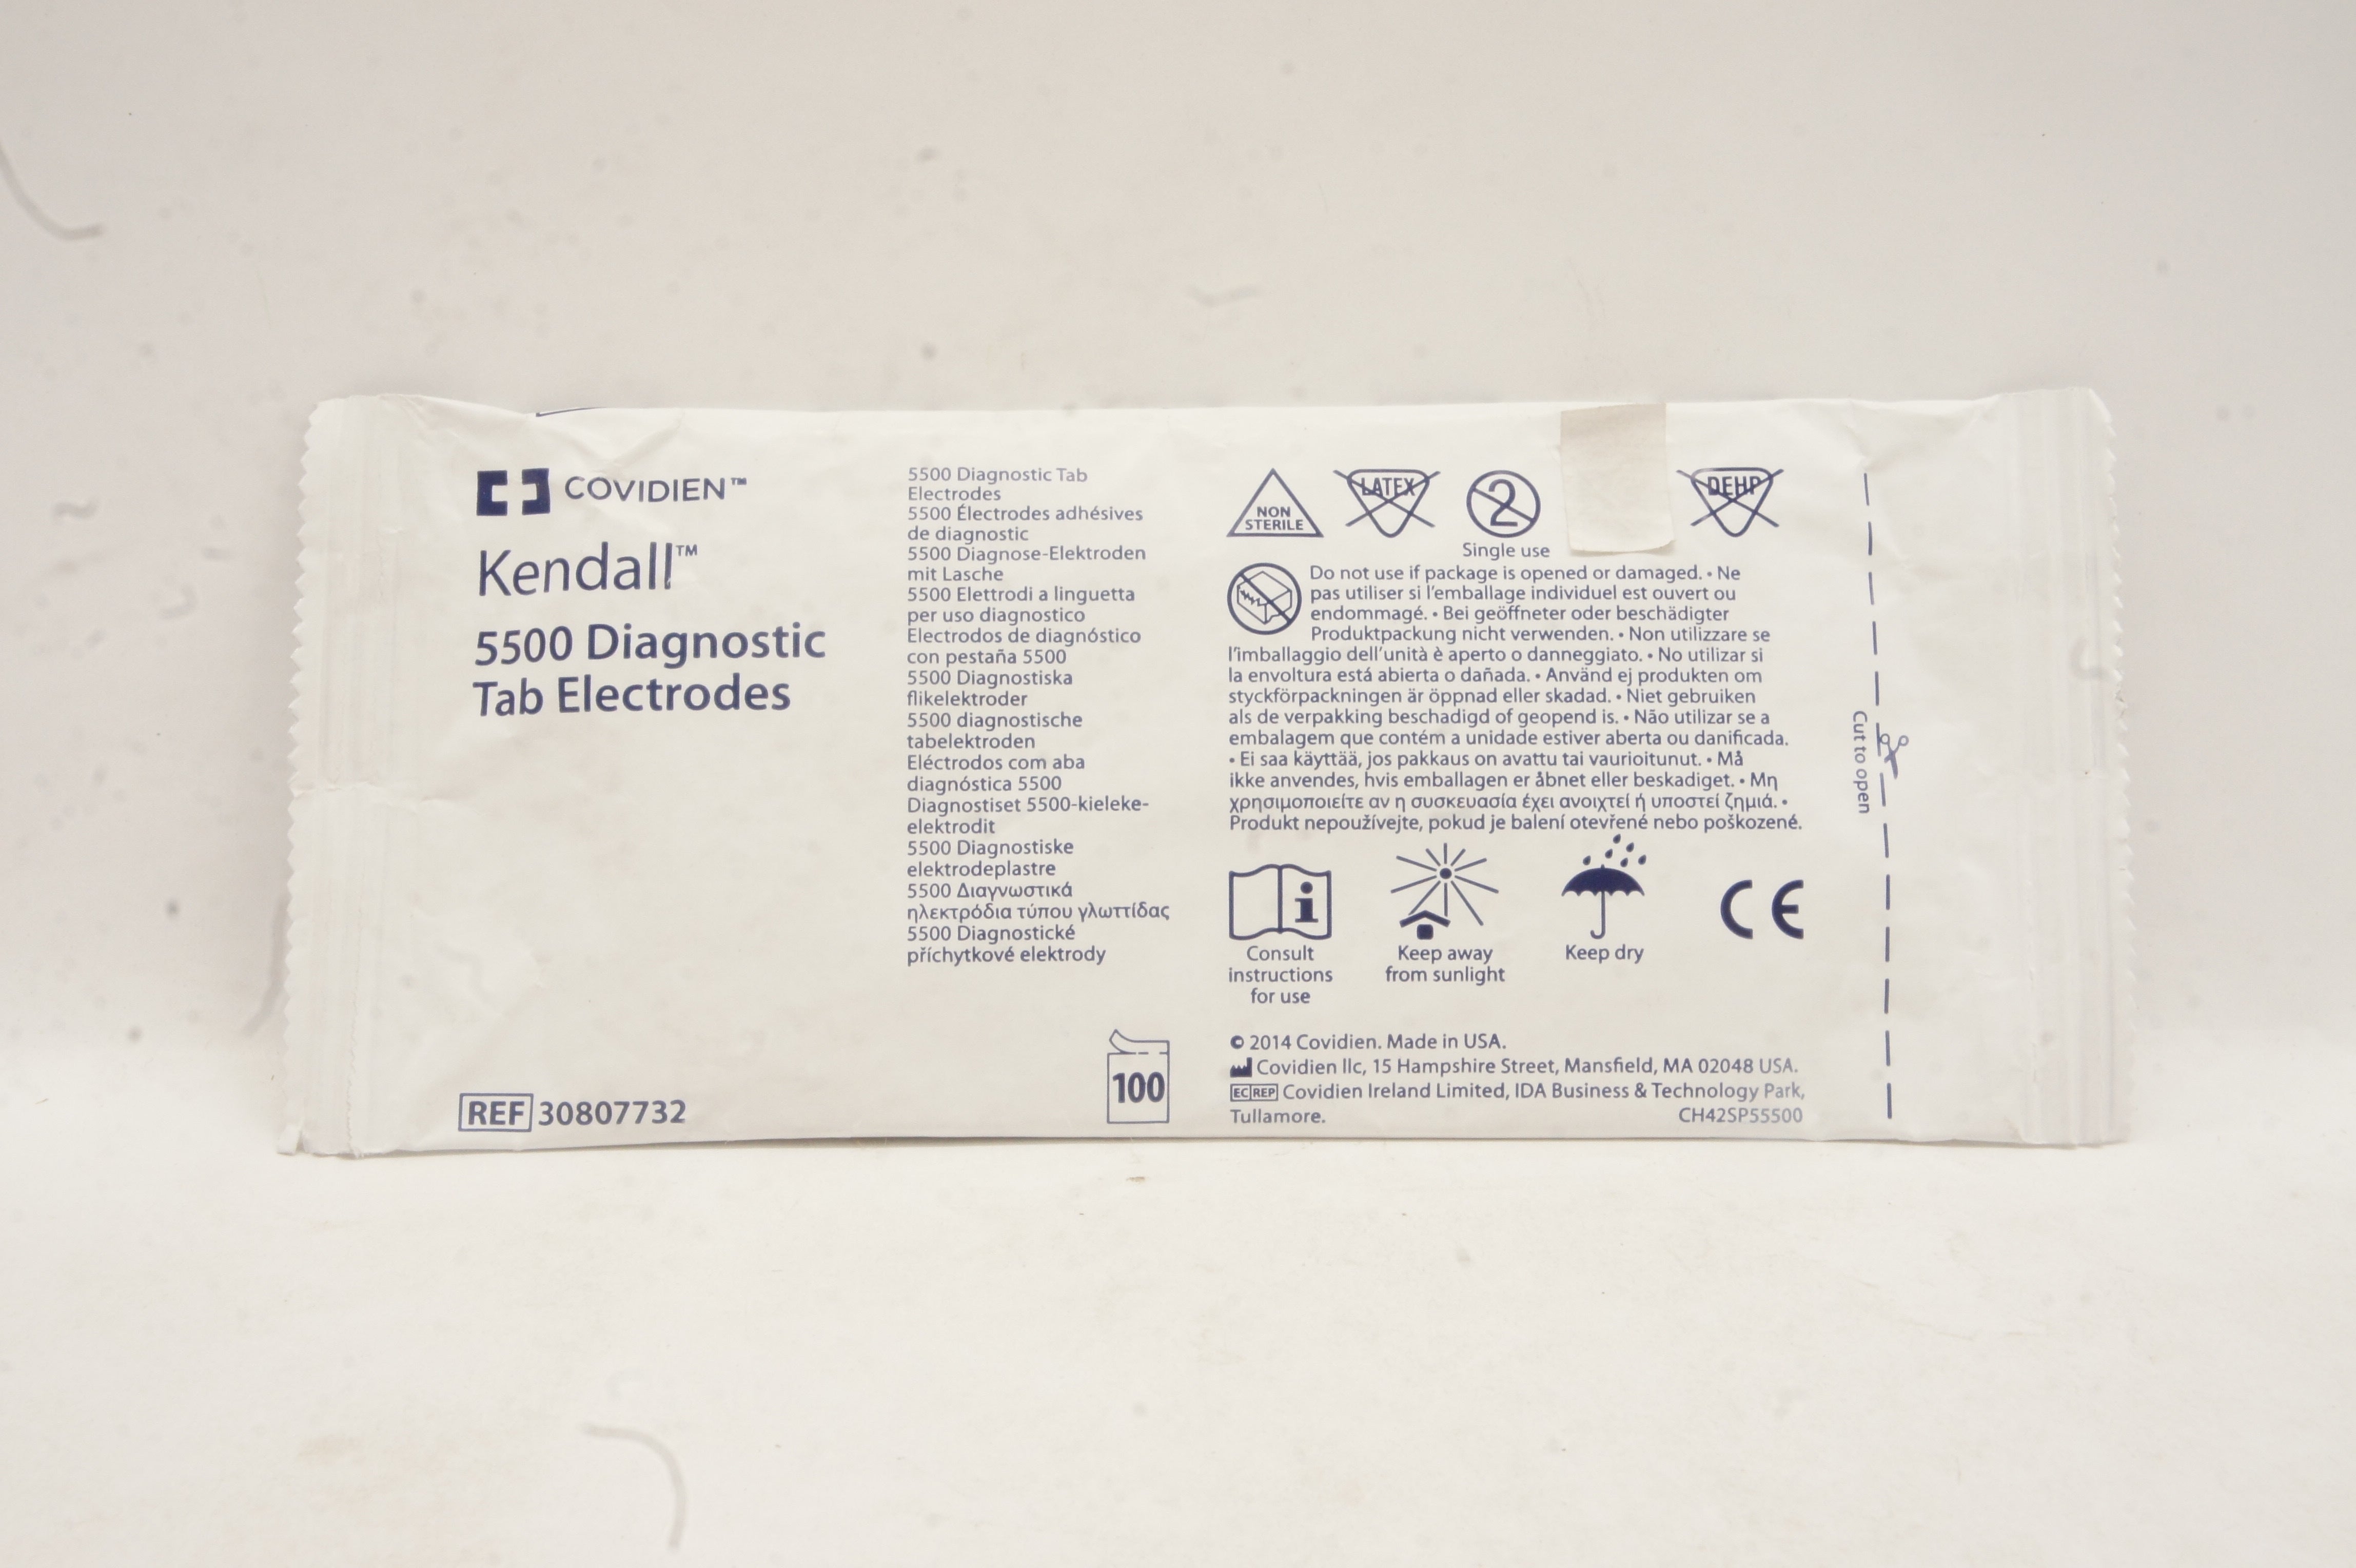 COVIDIEN™
Kendall™
5500 Diagnostic
Tab Electrodes
REF 30807732
5500 Diagnostic Tab
Electrodes
5500 Électrodes adhésives
de diagnostic
5500 Diagnose-Elektroden
mit Lasche
5500 Elettrodi a linguetta
per uso diagnostico
Electrodos de diagnóstico
con pestaña 5500
5500 Diagnostiska
flikelektroder
5500 diagnostische
tabelektroden
Eléctrodos com aba
diagnóstica 5500
Diagnostiset 5500-kieleke-
elektrodit
5500 Diagnostiske
elektrodeplastre
5500 Διαγνωστικά
ηλεκτρόδια τύπου γλωττίδας
5500 Diagnostické
příchytkové elektrody
100
NON
STERILE
LATEX
2
Single use
DEHP
Do not use if package is opened or damaged. • Ne
pas utiliser si l'emballage individuel est ouvert ou
endommagé. • Bei geöffneter oder beschädigter
Produktpackung nicht verwenden. • Non utilizzare se
l'imballaggio dell'unità è aperto o danneggiato. • No utilizar si
la envoltura está abierta o dañada. • Använd ej produkten om
styckförpackningen är öppnad eller skadad. • Niet gebruiken
als de verpakking beschadigd of geopend is. • Não utilizar se a
embalagem que contém a unidade estiver aberta ou danificada.
• Ei saa käyttää, jos pakkaus on avattu tai vaurioitunut. • Må
ikke anvendes, hvis emballagen er åbnet eller beskadiget. • Μη
χρησιμοποιείτε αν η συσκευασία έχει ανοιχτεί ή υποστεί ζημιά. •
Produkt nepoužívejte, pokud je balení otevřené nebo poškozené.
i
Consult
instructions
for use
Keep away
from sunlight
Keep dry
CE
© 2014 Covidien. Made in USA.
Covidien llc, 15 Hampshire Street, Mansfield, MA 02048 USA.
EC REP Covidien Ireland Limited, IDA Business & Technology Park,
Tullamore. CH42SP55500
Cut to open